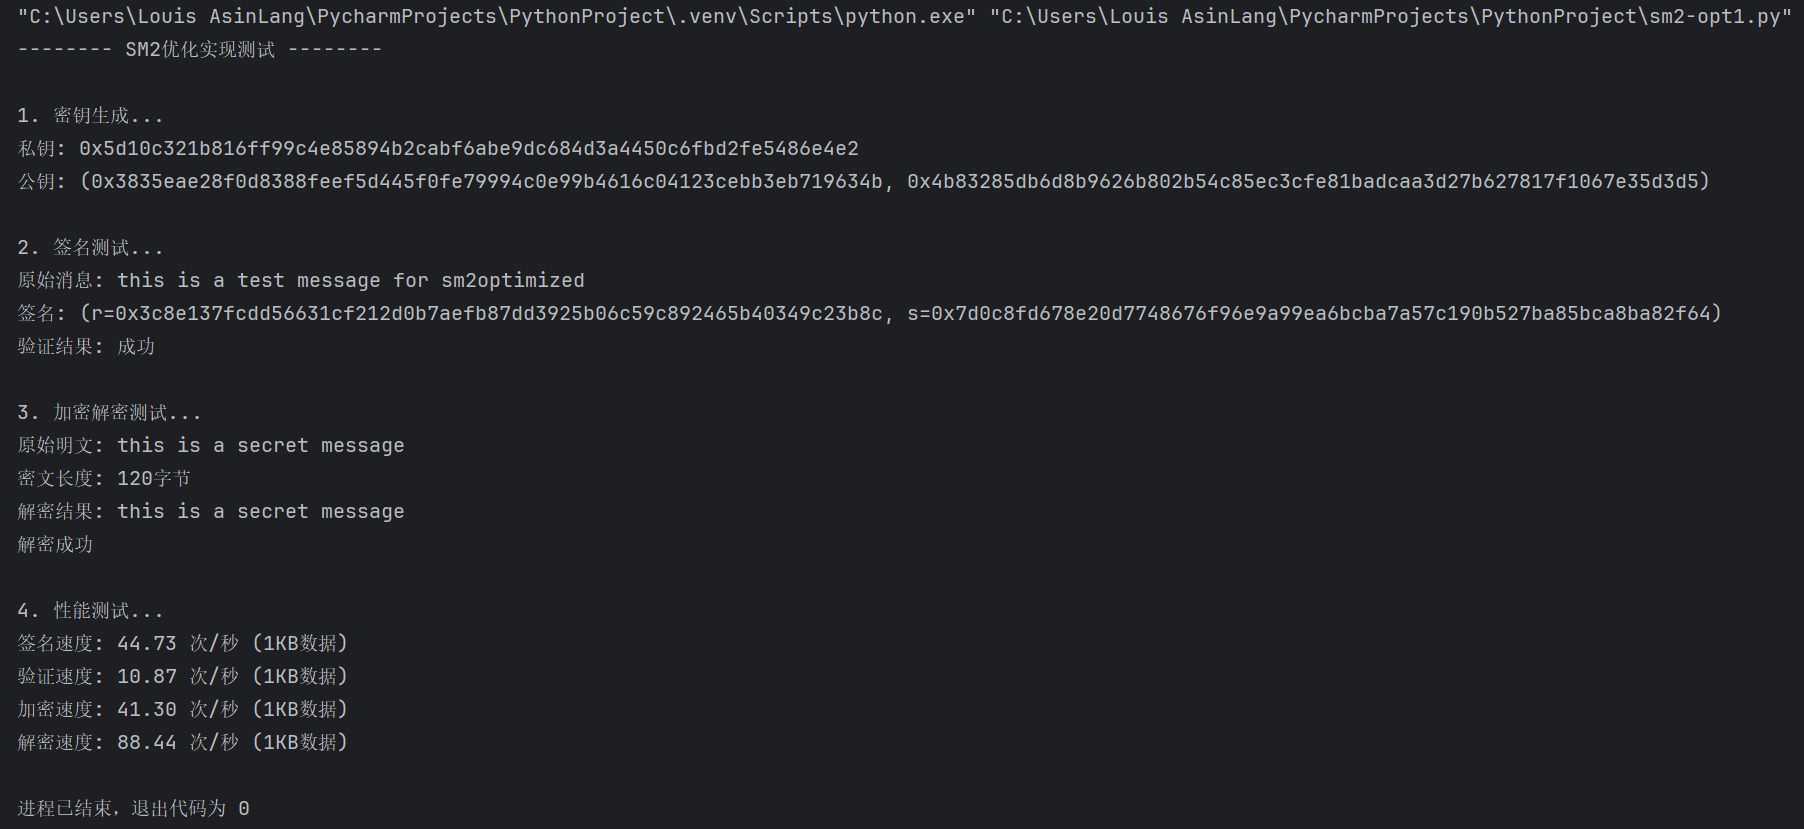 "C:\Users\Louis AsinLang\PycharmProjects\PythonProject\.venv\Scripts\python.exe" "C:\Users\Louis AsinLang\PycharmProjects\PythonProject\sm2-opt1.py"
-------- SM2优化实现测试 --------
1. 密钥生成...
私钥: 0x5d10c321b816ff99c4e85894b2cabf6abe9dc684d3a4450c6fbd2fe5486e4e2
公钥: (0x3835eae28f0d8388feef5d445f0fe79994c0e99b4616c04123cebb3eb719634b, 0x4b83285db6d8b9626b802b54c85ec3cfe81badcaa3d27b627817f1067e35d3d5)
2. 签名测试...
原始消息: this is a test message for sm2optimized
签名: (r=0x3c8e137fcdd56631cf212d0b7aefb87dd3925b06c59c892465b40349c23b8c, s=0x7d0c8fd678e20d7748676f96e9a99ea6bcba7a57c190b527ba85bca8ba82f64)
验证结果: 成功
3. 加密解密测试...
原始明文: this is a secret message
密文长度: 120字节
解密结果: this is a secret message
解密成功
4. 性能测试...
签名速度: 44.73 次/秒 (1KB数据)
验证速度: 10.87 次/秒 (1KB数据)
加密速度: 41.30 次/秒 (1KB数据)
解密速度: 88.44 次/秒 (1KB数据)
进程已结束，退出代码为 0